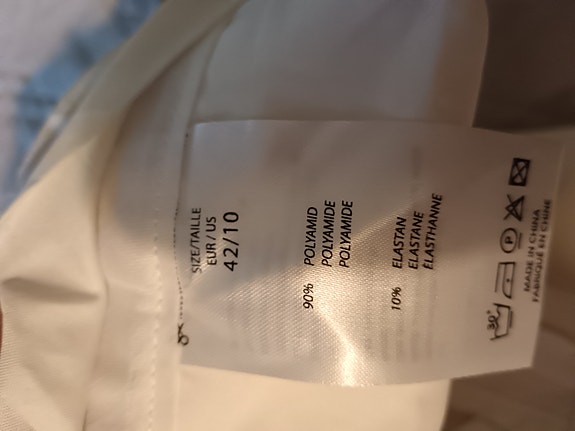 SIZE/TAILLE
EUR/US
42/10
90% POLYAMID
POLYAMIDE
POLYAMIDE
10% ELASTAN
ELASTANE
ÉLASTHANNE
30°
P
MADE IN CHINA
FABRIQUÉ EN CHINE